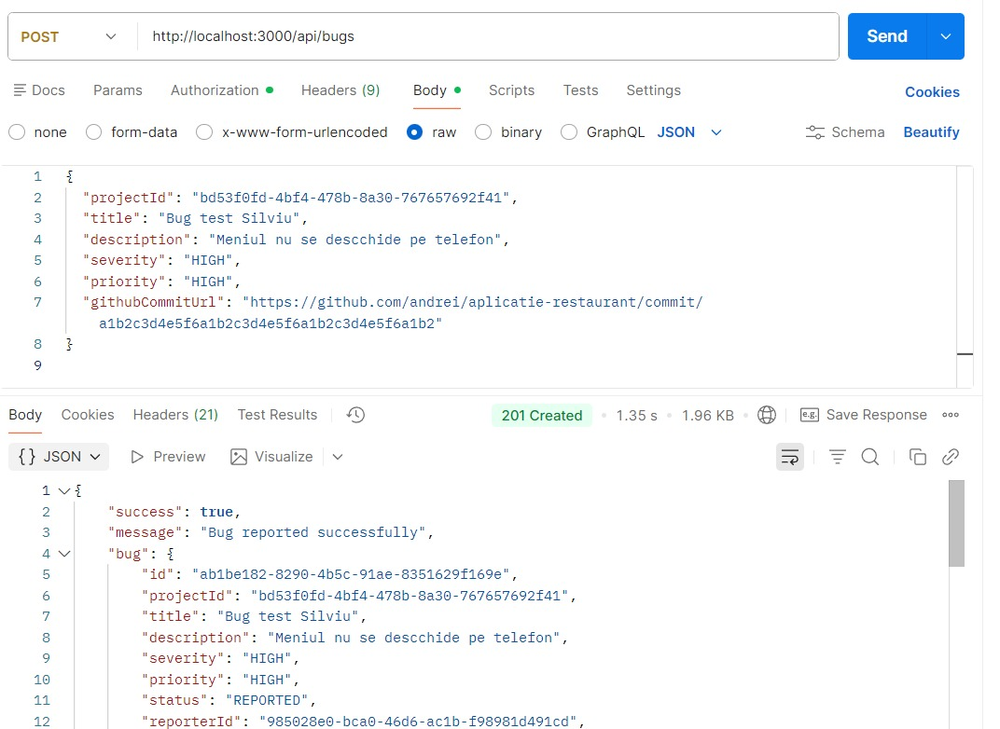 POST http://localhost:3000/api/bugs Send
Docs Params Authorization Headers (9) Body Scripts Tests Settings Cookies
none form-data x-www-form-urlencoded raw binary GraphQL JSON Schema Beautify
1 {
2 "projectId": "bd53f0fd-4bf4-478b-8a30-767657692f41",
3 "title": "Bug test Silviu",
4 "description": "Meniul nu se descchide pe telefon",
5 "severity": "HIGH",
6 "priority": "HIGH",
7 "githubCommitUrl": "https://github.com/andrei/aplicatie-restaurant/commit/
a1b2c3d4e5f6a1b2c3d4e5f6a1b2c3d4e5f6a1b2"
8 }
9
Body Cookies Headers (21) Test Results 201 Created 1.35 s 1.96 KB e.g. Save Response
{} JSON Preview Visualize
1 {
2 "success": true,
3 "message": "Bug reported successfully",
4 "bug": {
5 "id": "ab1be182-8290-4b5c-91ae-8351629f169e",
6 "projectId": "bd53f0fd-4bf4-478b-8a30-767657692f41",
7 "title": "Bug test Silviu",
8 "description": "Meniul nu se descchide pe telefon",
9 "severity": "HIGH",
10 "priority": "HIGH",
11 "status": "REPORTED",
12 "reporterId": "985028e0-bca0-46d6-ac1b-f98981d491cd",